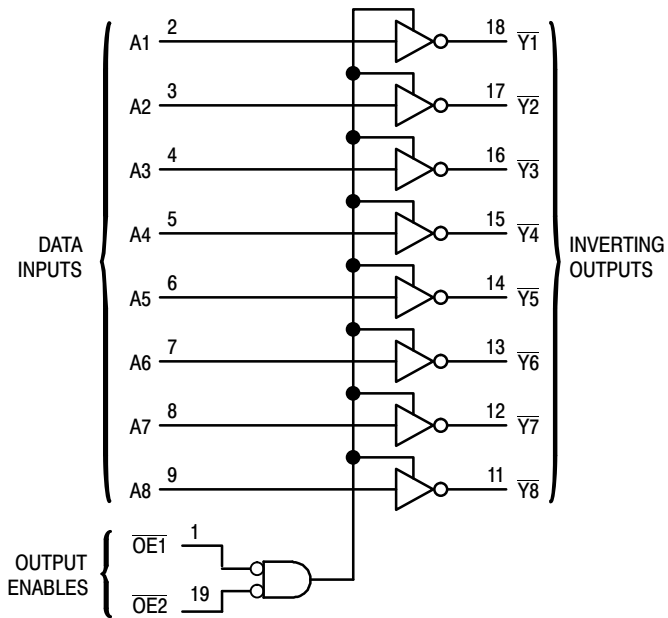 A1 2 18 Y1
A2 3 17 Y2
A3 4 16 Y3
A4 5 15 Y4
DATA
INPUTS
INVERTING
OUTPUTS
A5 6 14 Y5
A6 7 13 Y6
A7 8 12 Y7
A8 9 11 Y8
OUTPUT
ENABLES
OE1 1
OE2 19